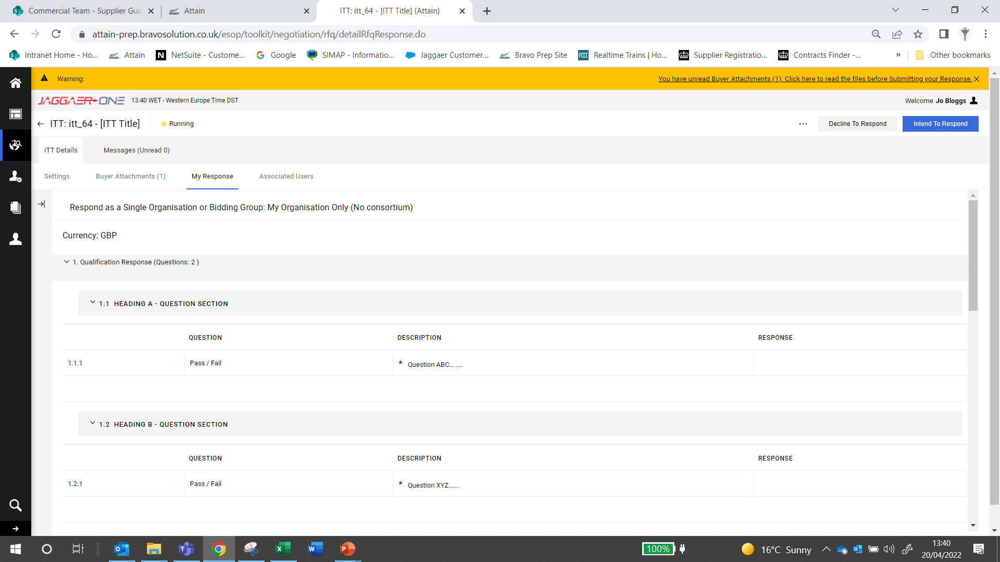 Commercial Team - Supplier Guid
Attain Attain
ITT: itt_64 - [ITT Title] (Attain)
attain-prep.bravosolution.co.uk/esop/toolkit/negotiation/rfq/detailRfqResponse.do
Intranet Home - Ho... Attain Attain N NetSuite - Custome... Google SIMAP - Informatio... Jaggaer Customer... Attain Bravo Prep Site RTT Realtime Trains | Ho... Supplier Registratio... Contracts Finder -... » Other bookmarks
Warning: You have unread Buyer Attachments (1). Click here to read the files before Submitting your Response.
JAGGAER ONE 13:40 WET - Western Europe Time DST Welcome Jo Bloggs
ITT: itt_64 - [ITT Title] Running ... Decline To Respond Intend To Respond
ITT Details Messages (Unread 0)
Settings Buyer Attachments (1) My Response Associated Users
Respond as a Single Organisation or Bidding Group: My Organisation Only (No consortium)
Currency: GBP
1. Qualification Response (Questions: 2 )
1.1 HEADING A - QUESTION SECTION
QUESTION DESCRIPTION RESPONSE
1.1.1 Pass / Fail * Question ABC........
1.2 HEADING B - QUESTION SECTION
QUESTION DESCRIPTION RESPONSE
1.2.1 Pass / Fail * Question XYZ.......
100% 16°C Sunny 13:40
20/04/2022